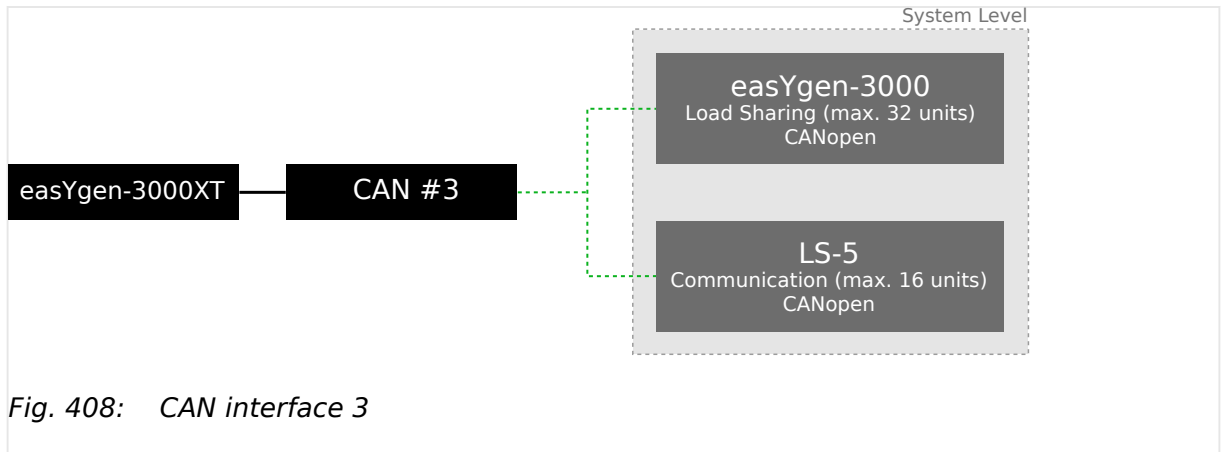 System Level
easYgen-3000
Load Sharing (max. 32 units)
CANopen
easYgen-3000XT
CAN #3
LS-5
Communication (max. 16 units)
CANopen
Fig. 408: CAN interface 3